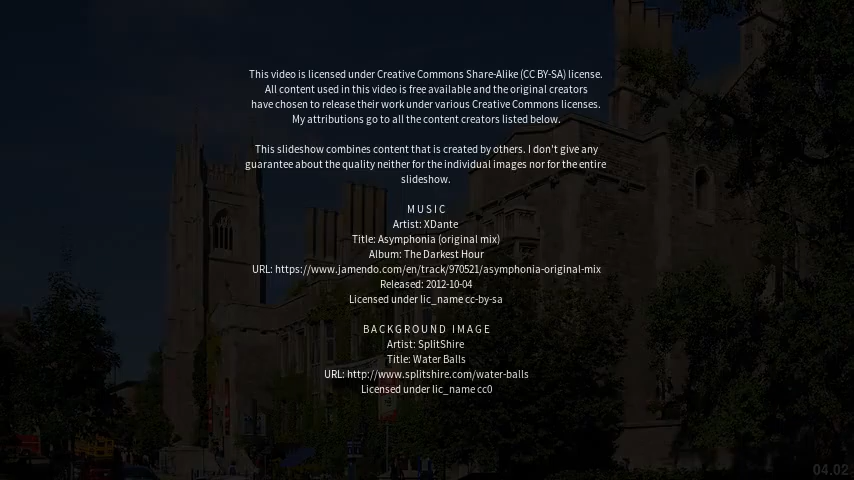 This video is licensed under Creative Commons Share-Alike (CC BY-SA) license.
All content used in this video is free available and the original creators
have chosen to release their work under various Creative Commons licenses.
My attributions go to all the content creators listed below.
This slideshow combines content that is created by others. I don't give any
guarantee about the quality neither for the individual images nor for the entire
slideshow.
MUSIC
Artist: XDante
Title: Asymphonia (original mix)
Album: The Darkest Hour
URL: https://www.jamendo.com/en/track/970521/asymphonia-original-mix
Released: 2012-10-04
Licensed under lic_name cc-by-sa
BACKGROUND IMAGE
Artist: SplitShire
Title: Water Balls
URL: http://www.splitshire.com/water-balls
Licensed under lic_name cc0
04.02